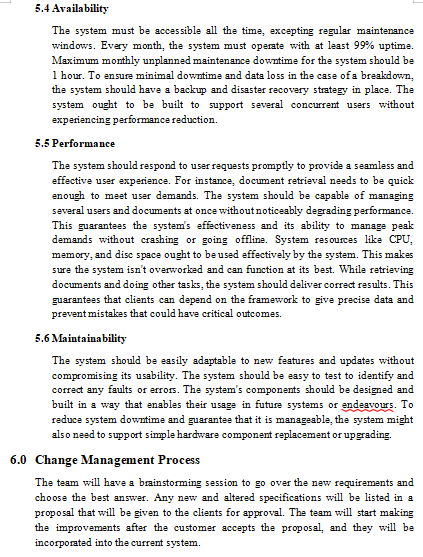 5.4 Availability
The system must be accessible all the time, excepting regular maintenance
windows. Every month, the system must operate with at least 99% uptime.
Maximum monthly unplanned maintenance downtime for the system should be
1 hour. To ensure minimal downtime and data loss in the case of a breakdown,
the system should have a backup and disaster recovery strategy in place. The
system ought to be built to support several concurrent users without
experiencing performance reduction.
5.5 Performance
The system should respond to user requests promptly to provide a seamless and
effective user experience. For instance, document retrieval needs to be quick
enough to meet user demands. The system should be capable of managing
several users and documents at once without noticeably degrading performance.
This guarantees the system's effectiveness and its ability to manage peak
demands without crashing or going offline. System resources like CPU,
memory, and disc space ought to be used effectively by the system. This makes
sure the system isn't overworked and can function at its best. While retrieving
documents and doing other tasks, the system should deliver correct results. This
guarantees that clients can depend on the framework to give precise data and
prevent mistakes that could have critical outcomes.
5.6 Maintainability
The system should be easily adaptable to new features and updates without
compromising its usability. The system should be easy to test to identify and
correct any faults or errors. The system's components should be designed and
built in a way that enables their usage in future systems or endeavours. To
reduce system downtime and guarantee that it is manageable, the system might
also need to support simple hardware component replacement or upgrading.
6.0 Change Management Process
The team will have a brainstorming session to go over the new requirements and
choose the best answer. Any new and altered specifications will be listed in a
proposal that will be given to the clients for approval. The team will start making
the improvements after the customer accepts the proposal, and they will be
incorporated into the current system.